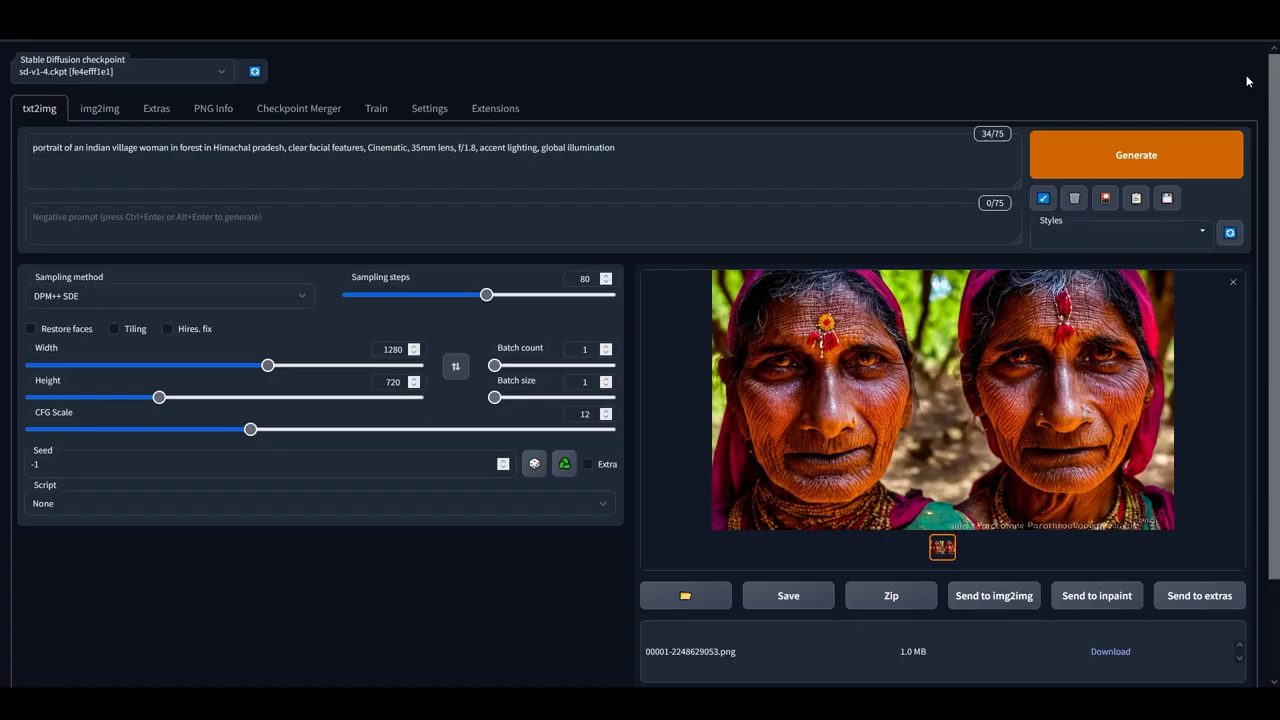 Stable Diffusion checkpoint
sd-v1-4.ckpt [fe4efff1e1]
txt2img img2img Extras PNG Info Checkpoint Merger Train Settings Extensions
34/75
portrait of an indian village woman in forest in Himachal pradesh, clear facial features, Cinematic, 35mm lens, f/1.8, accent lighting, global illumination
Generate
0/75
Negative prompt (press Ctrl+Enter or Alt+Enter to generate)
Styles
Sampling method
DPM++ SDE
Sampling steps
80
Restore faces Tiling Hires. fix
Width
1280
Height
720
Batch count
1
Batch size
1
CFG Scale
12
Seed
-1
Extra
Script
None
Save Zip Send to img2img Send to inpaint Send to extras
00001-2248629053.png 1.0 MB Download